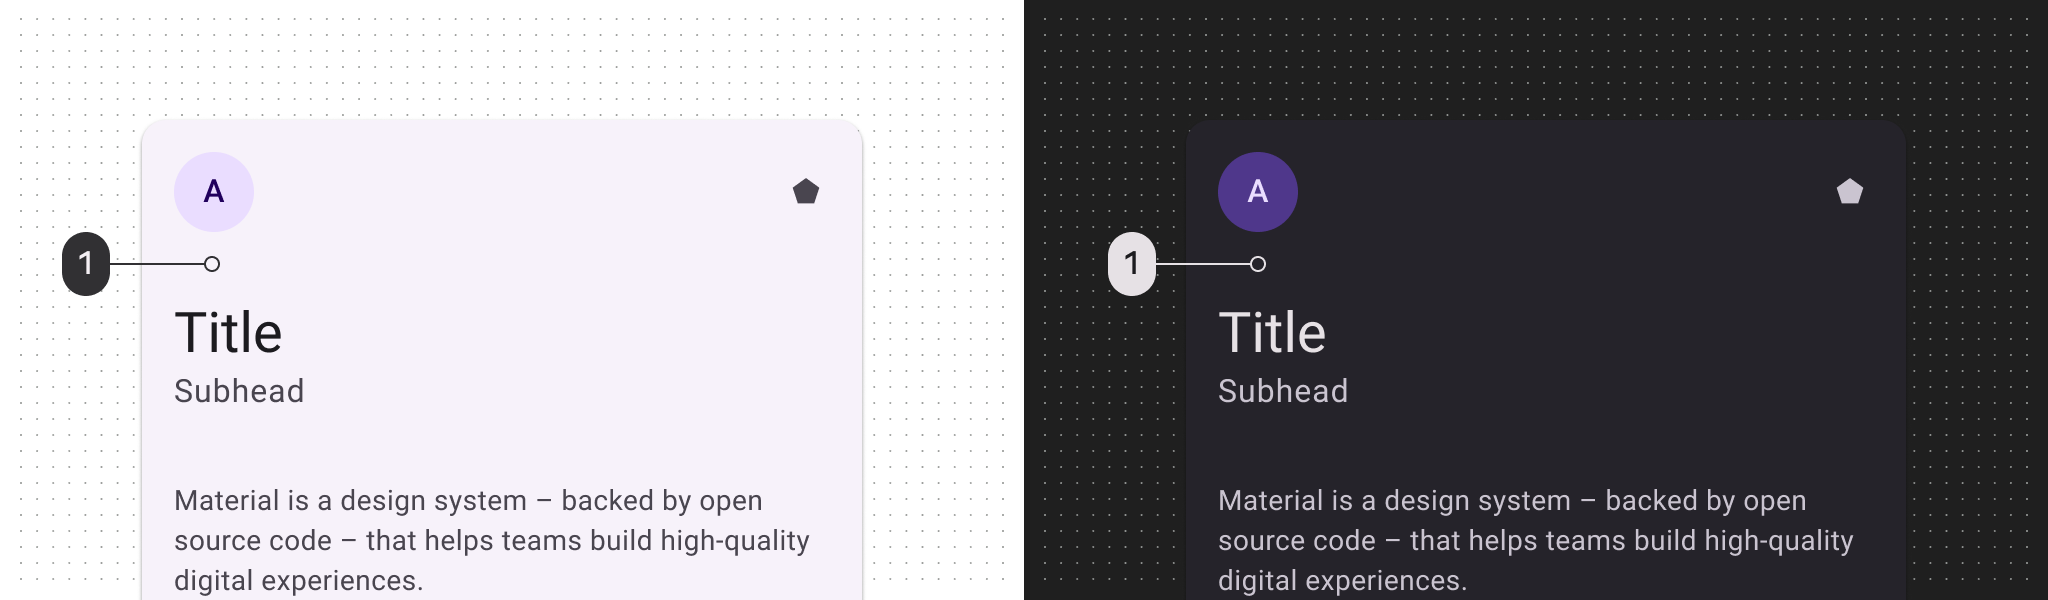 A
1
Title
Subhead
Material is a design system – backed by open
source code – that helps teams build high-quality
digital experiences.
A
1
Title
Subhead
Material is a design system – backed by open
source code – that helps teams build high-quality
digital experiences.